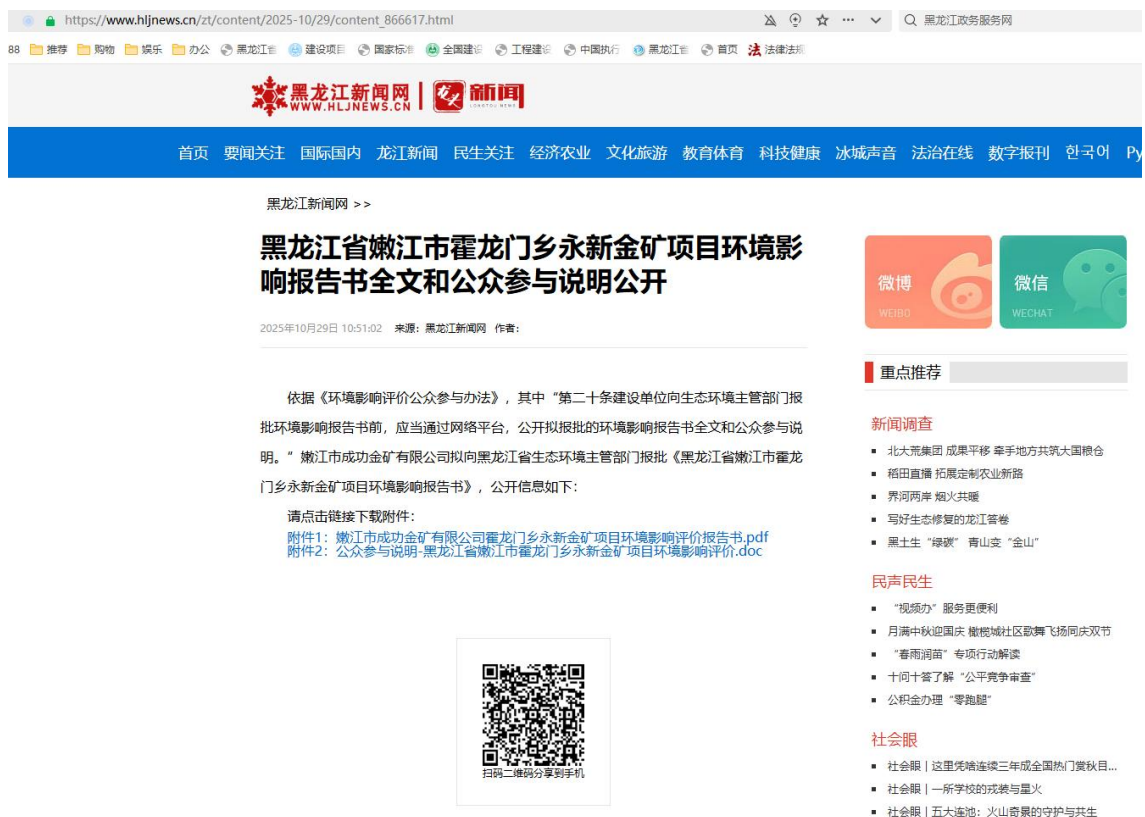 https://www.hljnews.cn/zt/content/2025-10/29/content_866617.html
黑龙江政务服务网
88 推荐 购物 娱乐 办公 黑龙江省 建设项目 国家标准 全国建设 工程建设 中国执行 黑龙江省 首页 法 法律法规
黑龙江新闻网 龙头新闻
WWW.HLJNEWS.CN LONGTOU NEWS
首页 要闻关注 国际国内 龙江新闻 民生关注 经济农业 文化旅游 教育体育 科技健康 冰城声音 法治在线 数字报刊 한국어 Ру
黑龙江新闻网 >>
黑龙江省嫩江市霍龙门乡永新金矿项目环境影
响报告书全文和公众参与说明公开
2025年10月29日 10:51:02 来源：黑龙江新闻网 作者：
依据《环境影响评价公众参与办法》，其中“第二十条建设单位向生态环境主管部门报
批环境影响报告书前，应当通过网络平台，公开拟报批的环境影响报告书全文和公众参与说
明。”嫩江市成功金矿有限公司拟向黑龙江省生态环境主管部门报批《黑龙江省嫩江市霍龙
门乡永新金矿项目环境影响报告书》，公开信息如下：
请点击链接下载附件：
附件1：嫩江市成功金矿有限公司霍龙门乡永新金矿项目环境影响评价报告书.pdf
附件2：公众参与说明-黑龙江省嫩江市霍龙门乡永新金矿项目环境影响评价.doc
扫码二维码分享到手机
微博
WEIBO
微信
WECHAT
重点推荐
新闻调查
北大荒集团 成果平移 牵手地方共筑大国粮仓
稻田直播 拓展定制农业新路
界河两岸 烟火共暖
写好生态修复的龙江答卷
黑土生“绿碳” 青山变“金山”
民声民生
“视频办”服务更便利
月满中秋迎国庆 橄榄城社区歌舞飞扬同庆双节
“春雨润苗”专项行动解读
十问十答了解“公平竞争审查”
公积金办理“零跑腿”
社会眼
社会眼 | 这里凭啥连续三年成全国热门赏秋目...
社会眼 | 一所学校的戎装与星火
社会眼 | 五大连池：火山奇景的守护与共生